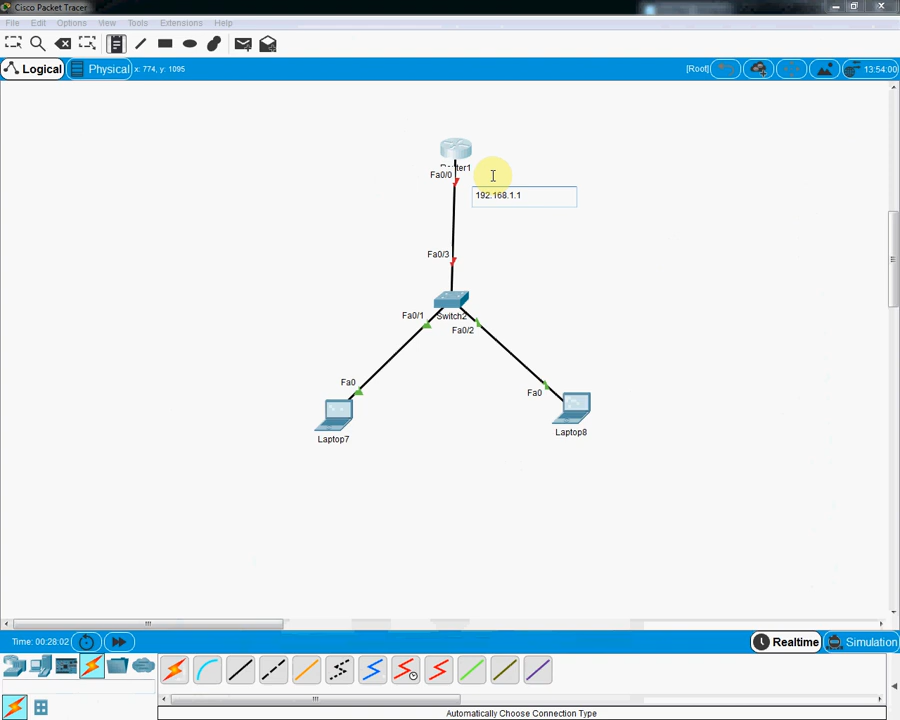 Cisco Packet Tracer
File Edit Options View Tools Extensions Help
Logical Physical x: 774, y: 1095 [Root] 13:54:00
Router1
Fa0/0
192.168.1.1
Fa0/3
Switch2
Fa0/1
Fa0/2
Fa0
Fa0
Laptop7
Laptop8
Time: 00:28:02 Realtime Simulation
Automatically Choose Connection Type